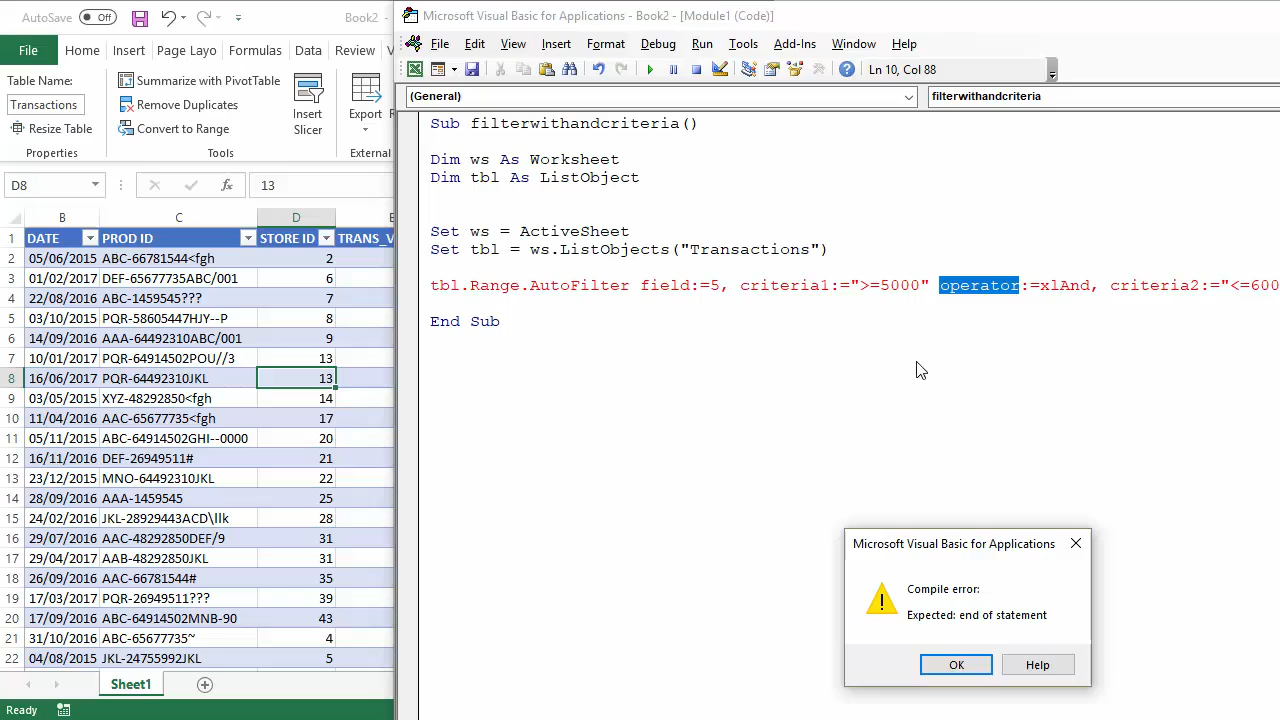 AutoSave Off Book2 -
Microsoft Visual Basic for Applications - Book2 - [Module1 (Code)]
File Home Insert Page Layo Formulas Data Review
File Edit View Insert Format Debug Run Tools Add-Ins Window Help
Table Name:
Transactions
Resize Table
Properties
Summarize with PivotTable
Remove Duplicates
Convert to Range
Tools
Insert
Slicer
Export
External
Ln 10, Col 88
(General) filterwithandcriteria
D8 fx 13
B C D E
1 DATE PROD ID STORE ID TRANS_V
2 05/06/2015 ABC-66781544<fgh 2
3 01/02/2017 DEF-65677735ABC/001 6
4 22/08/2016 ABC-1459545??? 7
5 03/10/2015 PQR-58605447HJY--P 8
6 14/09/2016 AAA-64492310ABC/001 9
7 10/01/2017 PQR-64914502POU//3 13
8 16/06/2017 PQR-64492310JKL 13
9 03/05/2015 XYZ-48292850<fgh 14
10 11/04/2016 AAC-65677735<fgh 17
11 05/11/2015 ABC-64914502GHI--0000 20
12 16/11/2016 DEF-26949511# 21
13 23/12/2015 MNO-64492310JKL 22
14 28/09/2016 AAA-1459545 25
15 24/02/2016 JKL-28929443ACD\llk 28
16 29/07/2016 AAC-48292850DEF/9 31
17 29/04/2017 AAB-48292850JKL 31
18 26/09/2016 AAC-66781544# 35
19 17/03/2017 PQR-26949511??? 39
20 17/09/2016 ABC-64914502MNB-90 43
21 31/10/2016 ABC-65677735~ 4
22 04/08/2015 JKL-24755992JKL 5
Sheet1
Ready
Sub filterwithandcriteria()
Dim ws As Worksheet
Dim tbl As ListObject
Set ws = ActiveSheet
Set tbl = ws.ListObjects("Transactions")
tbl.Range.AutoFilter field:=5, criteria1:=">=5000" operator:=xlAnd, criteria2:="<=600
End Sub
Microsoft Visual Basic for Applications
Compile error:
Expected: end of statement
OK Help